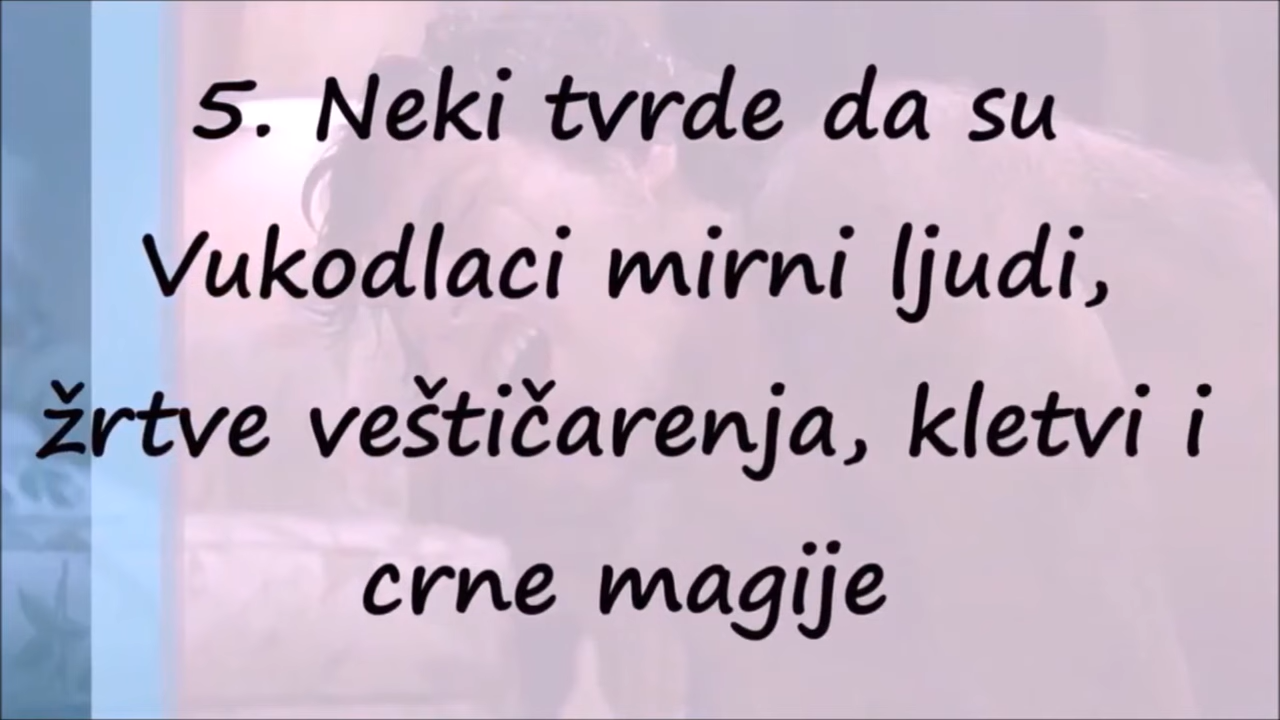 5. Neki tvrde da su
Vukodlaci mirni ljudi,
žrtve veštičarenja, kletvi i
crne magije